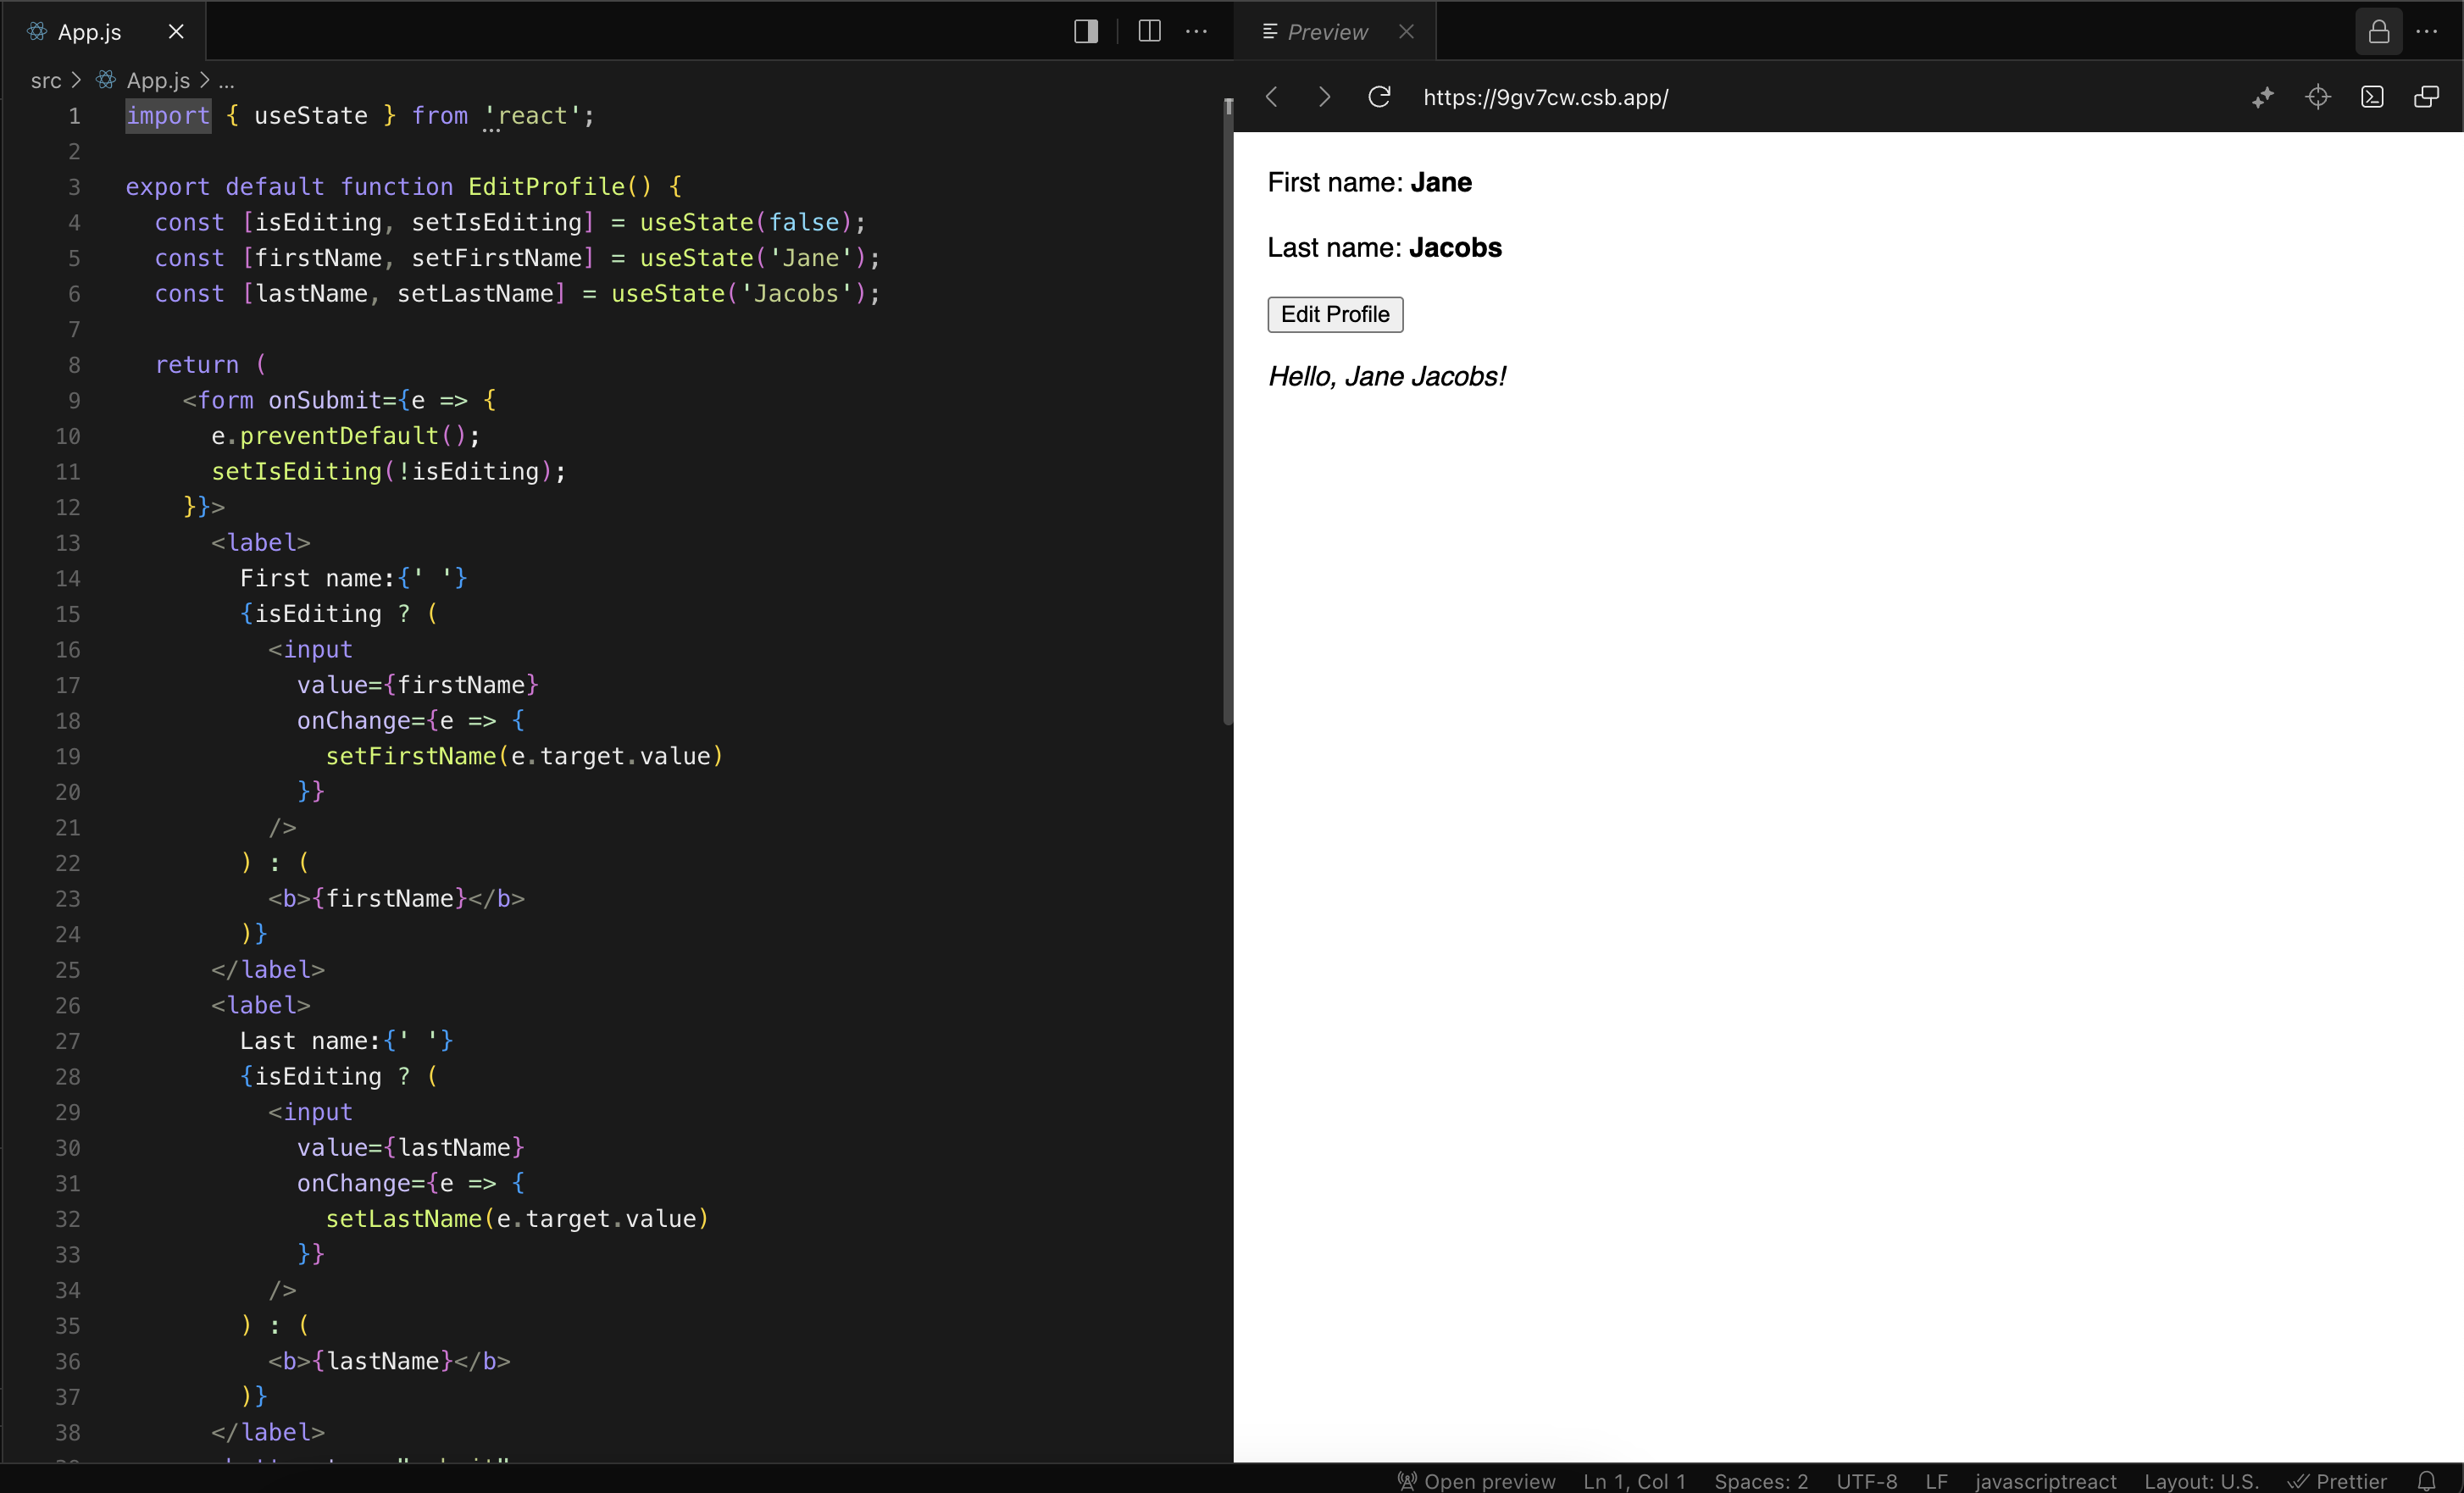 App.js
Preview
src > App.js > ...
https://9gv7cw.csb.app/
1 import { useState } from 'react';
2
3 export default function EditProfile() {
4 const [isEditing, setIsEditing] = useState(false);
5 const [firstName, setFirstName] = useState('Jane');
6 const [lastName, setLastName] = useState('Jacobs');
7
8 return (
9 <form onSubmit={e => {
10 e.preventDefault();
11 setIsEditing(!isEditing);
12 }}>
13 <label>
14 First name:{' '}
15 {isEditing ? (
16 <input
17 value={firstName}
18 onChange={e => {
19 setFirstName(e.target.value)
20 }}
21 />
22 ) : (
23 <b>{firstName}</b>
24 )}
25 </label>
26 <label>
27 Last name:{' '}
28 {isEditing ? (
29 <input
30 value={lastName}
31 onChange={e => {
32 setLastName(e.target.value)
33 }}
34 />
35 ) : (
36 <b>{lastName}</b>
37 )}
38 </label>
First name: Jane
Last name: Jacobs
Edit Profile
Hello, Jane Jacobs!
Open preview Ln 1, Col 1 Spaces: 2 UTF-8 LF javascriptreact Layout: U.S. Prettier